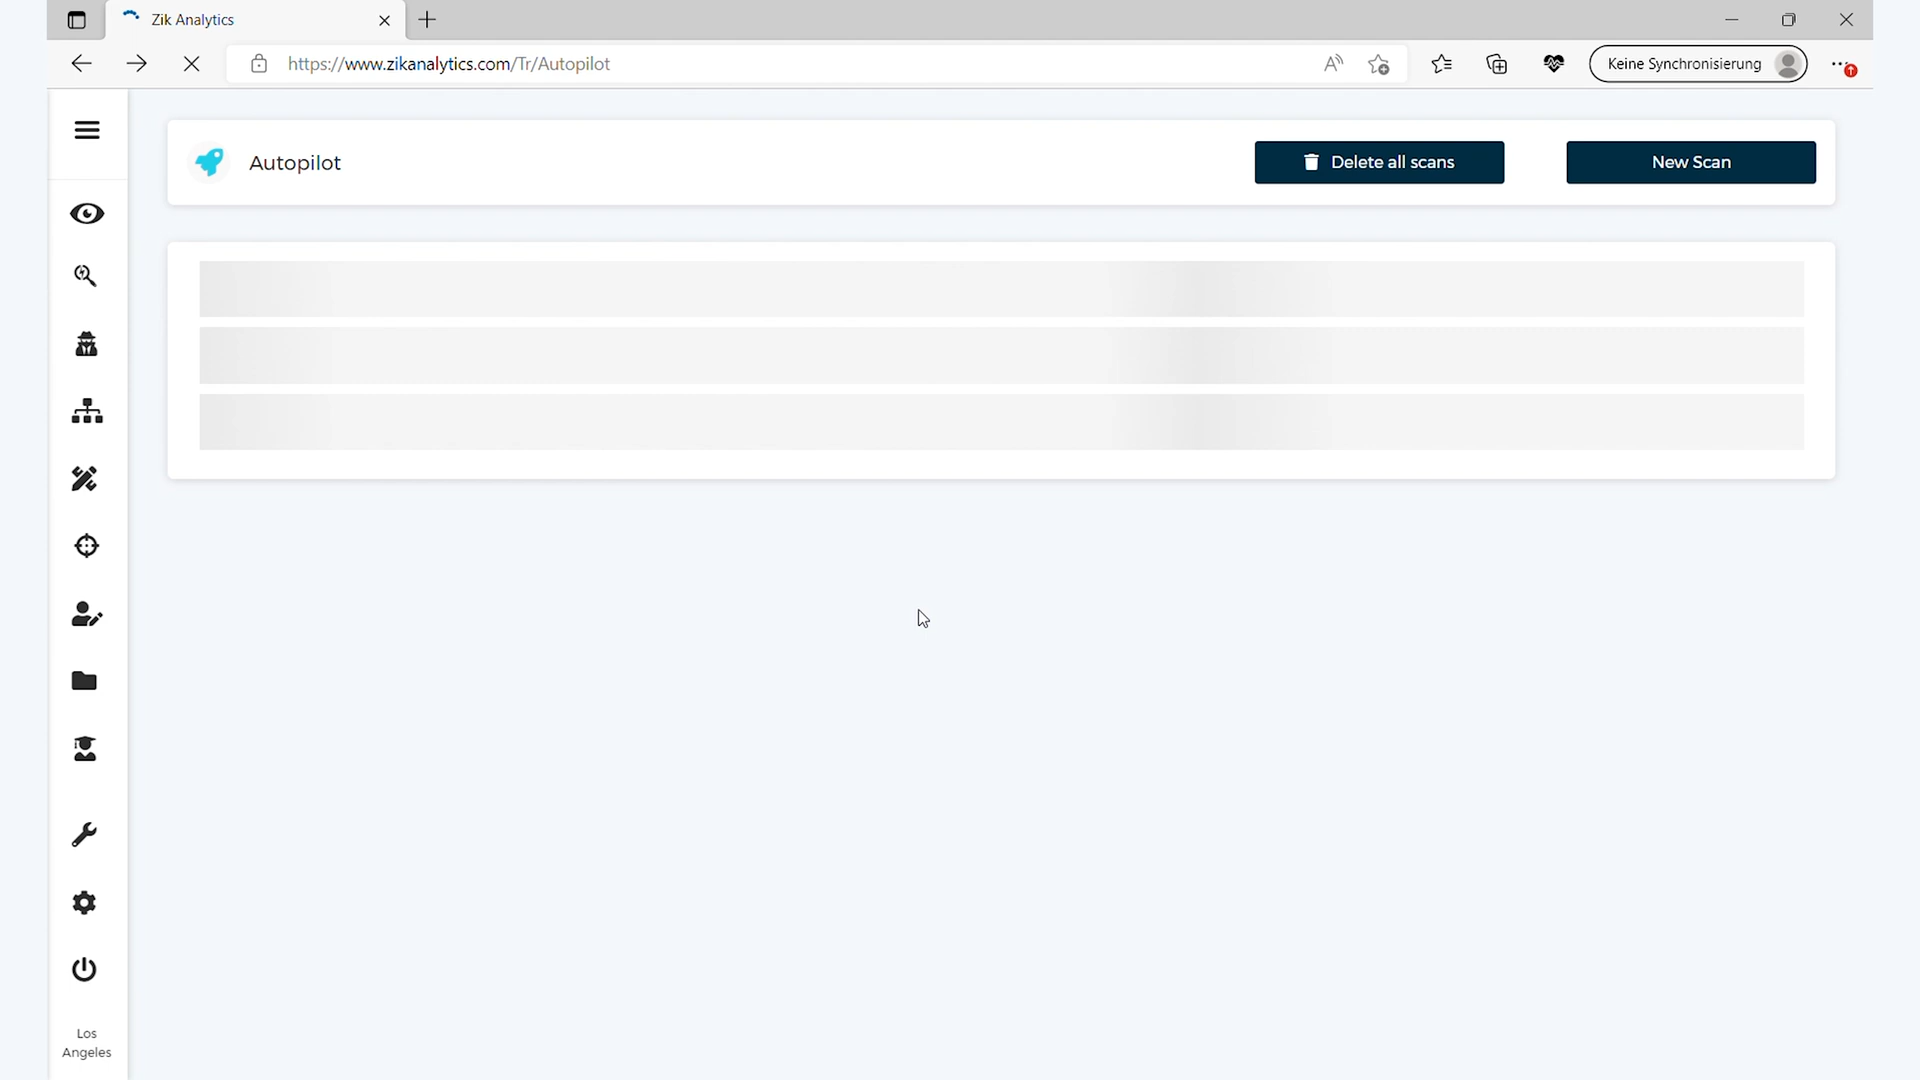 Zik Analytics
https://www.zikanalytics.com/Tr/Autopilot
Keine Synchronisierung
Autopilot
Delete all scans
New Scan
Los
Angeles